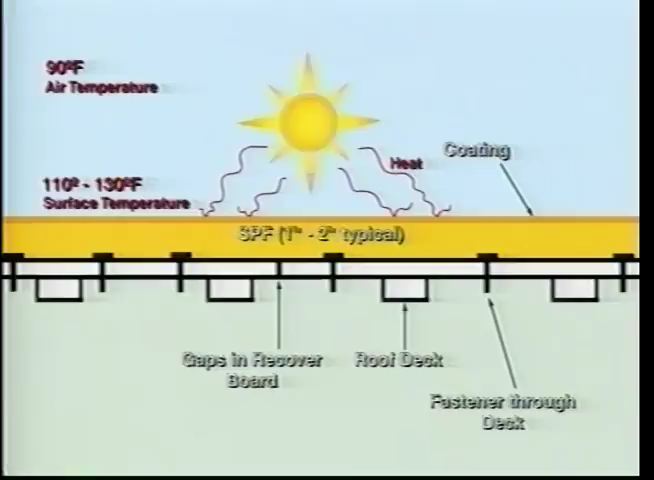 90ºF
Air Temperature
Coating
Heat
110º - 130ºF
Surface Temperature
SPF (1" - 2" typical)
Gaps in Recover
Board
Roof Deck
Fastener through
Deck